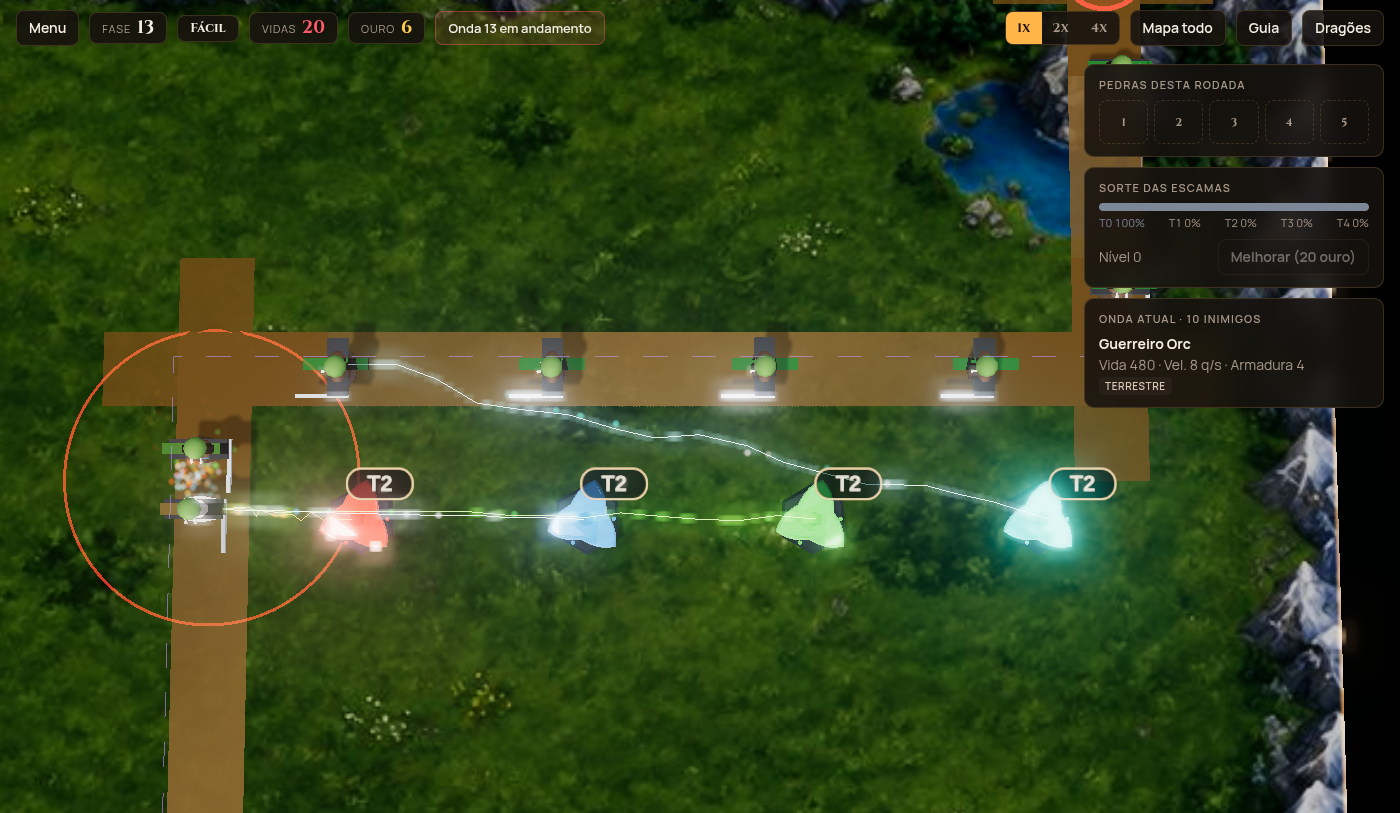 Menu
FASE 13
FÁCIL
VIDAS 20
OURO 6
Onda 13 em andamento
1X 2X 4X
Mapa todo
Guia
Dragões
PEDRAS DESTA RODADA
1 2 3 4 5
SORTE DAS ESCAMAS
T0 100% T1 0% T2 0% T3 0% T4 0%
Nível 0
Melhorar (20 ouro)
ONDA ATUAL · 10 INIMIGOS
Guerreiro Orc
Vida 480 · Vel. 8 q/s · Armadura 4
TERRESTRE
T2
T2
T2
T2